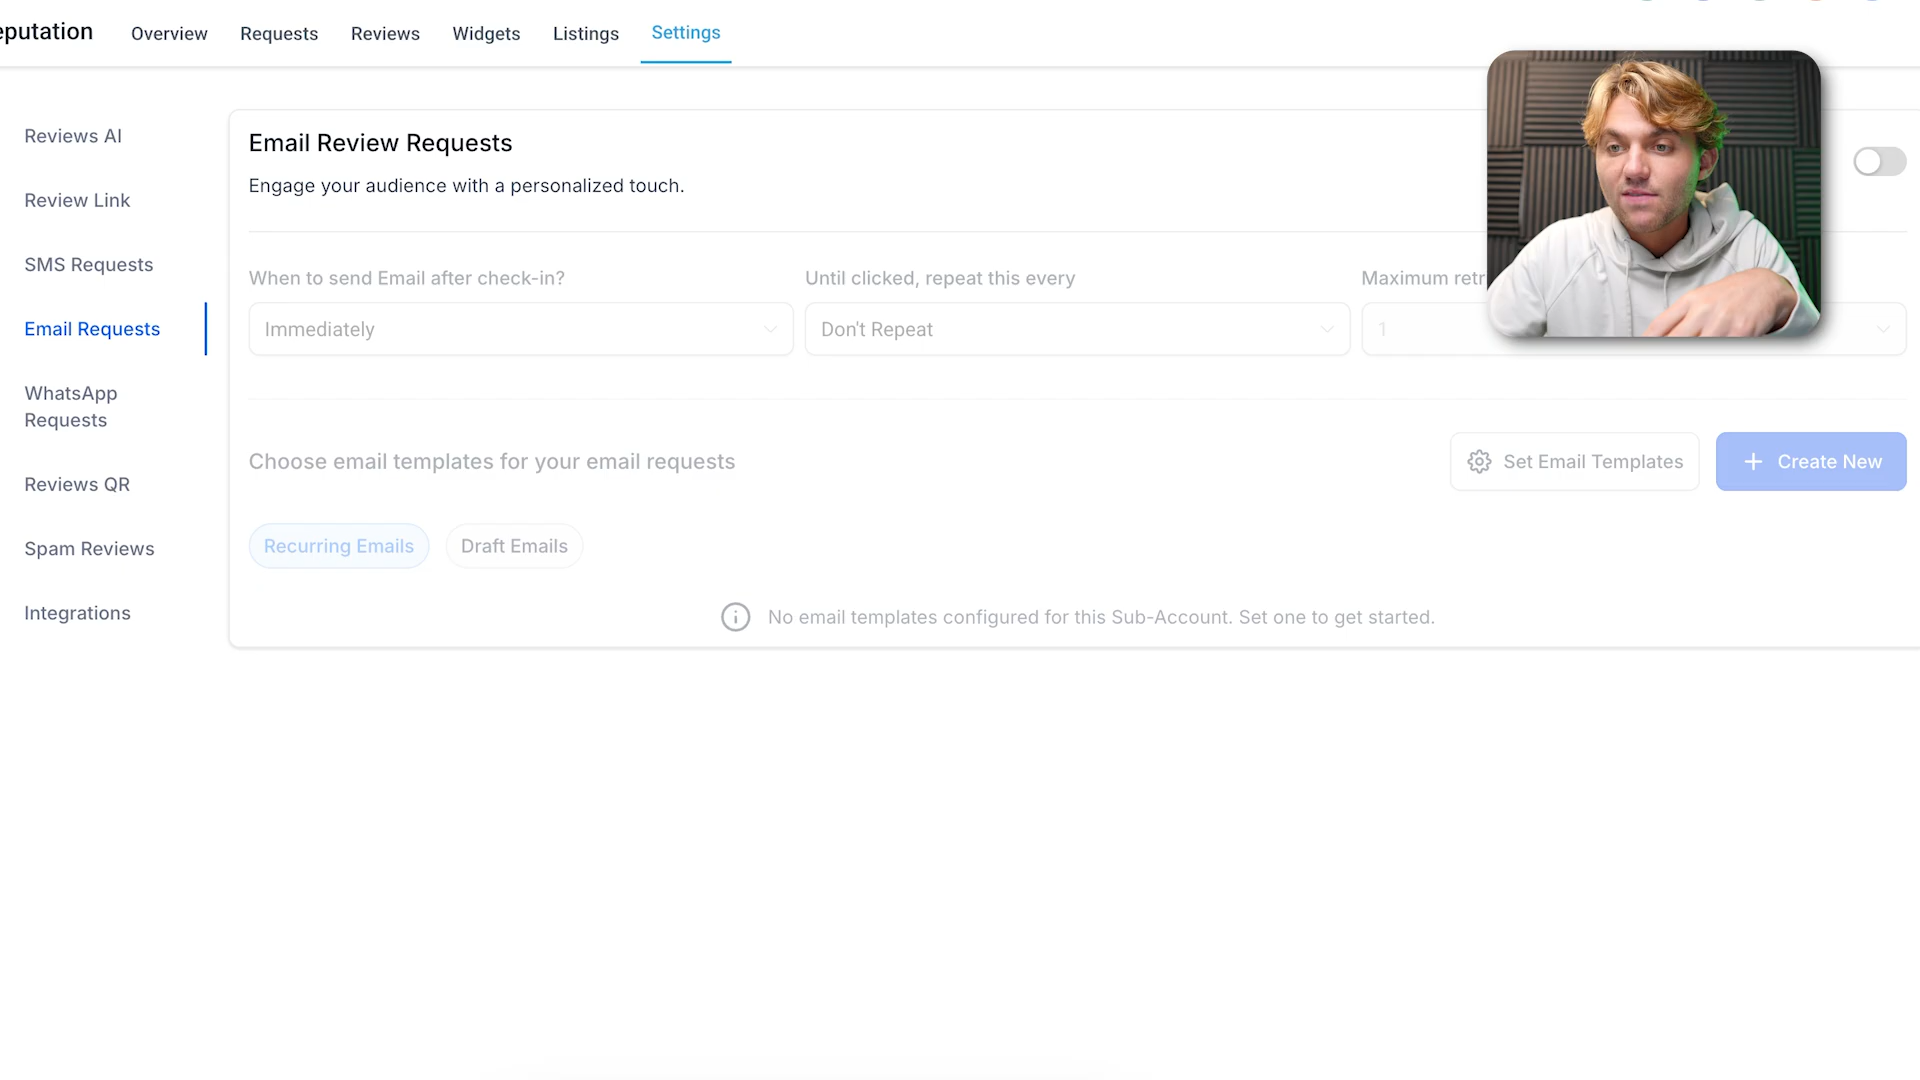 eputation
Overview
Requests
Reviews
Widgets
Listings
Settings
Reviews AI
Review Link
SMS Requests
Email Requests
WhatsApp
Requests
Reviews QR
Spam Reviews
Integrations
Email Review Requests
Engage your audience with a personalized touch.
When to send Email after check-in?
Until clicked, repeat this every
Maximum retr
Immediately
Don't Repeat
1
Choose email templates for your email requests
Set Email Templates
Create New
Recurring Emails
Draft Emails
No email templates configured for this Sub-Account. Set one to get started.